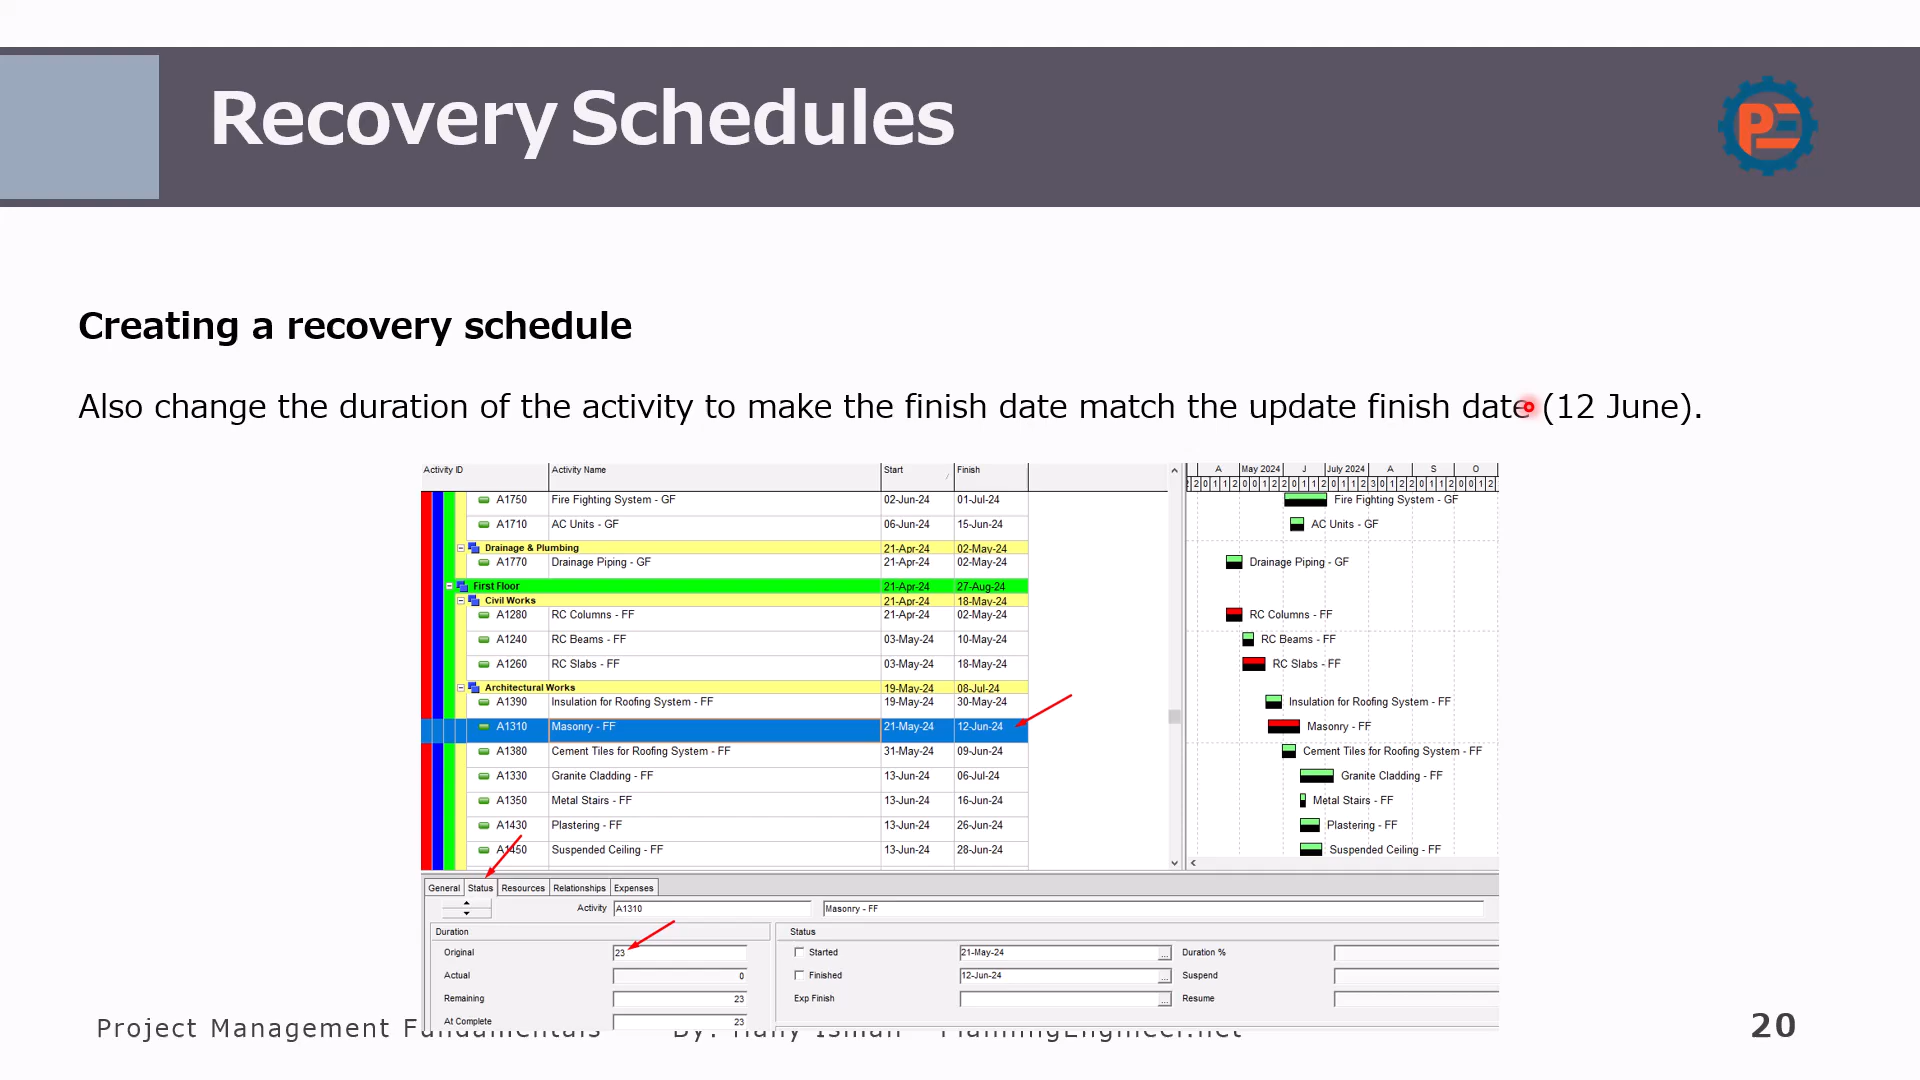 Recovery Schedules
PE
Creating a recovery schedule
Also change the duration of the activity to make the finish date match the update finish date (12 June).
Activity ID Activity Name Start Finish
A May 2024 J July 2024 A S O
A1750 Fire Fighting System - GF 02-Jun-24 01-Jul-24 Fire Fighting System - GF
A1710 AC Units - GF 06-Jun-24 15-Jun-24 AC Units - GF
Drainage & Plumbing 21-Apr-24 02-May-24
A1770 Drainage Piping - GF 21-Apr-24 02-May-24 Drainage Piping - GF
First Floor 21-Apr-24 27-Aug-24
Civil Works 21-Apr-24 18-May-24
A1280 RC Columns - FF 21-Apr-24 02-May-24 RC Columns - FF
A1240 RC Beams - FF 03-May-24 10-May-24 RC Beams - FF
A1260 RC Slabs - FF 03-May-24 18-May-24 RC Slabs - FF
Architectural Works 19-May-24 08-Jul-24
A1390 Insulation for Roofing System - FF 19-May-24 30-May-24 Insulation for Roofing System - FF
A1310 Masonry - FF 21-May-24 12-Jun-24 Masonry - FF
A1380 Cement Tiles for Roofing System - FF 31-May-24 09-Jun-24 Cement Tiles for Roofing System - FF
A1330 Granite Cladding - FF 13-Jun-24 06-Jul-24 Granite Cladding - FF
A1350 Metal Stairs - FF 13-Jun-24 16-Jun-24 Metal Stairs - FF
A1430 Plastering - FF 13-Jun-24 26-Jun-24 Plastering - FF
A1450 Suspended Ceiling - FF 13-Jun-24 28-Jun-24 Suspended Ceiling - FF
General Status Resources Relationships Expenses
Activity A1310 Masonry - FF
Duration Status
Original 23 Started 21-May-24 ... Duration %
Actual 0 Finished 12-Jun-24 ... Suspend
Remaining 23 Exp Finish ... Resume
At Complete 23
Project Management Fundamentals By: Hany Ismail - PlanningEngineer.net 20